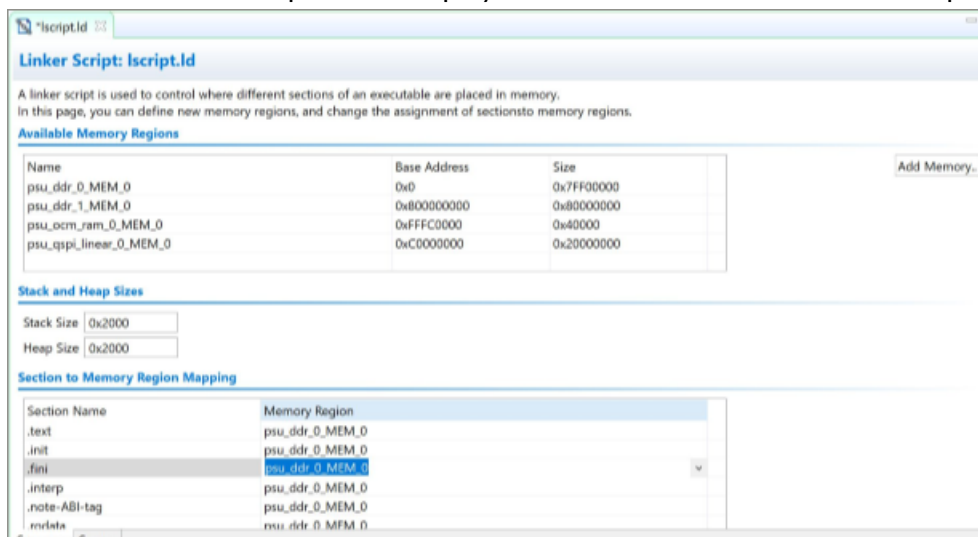 *lscript.ld
Linker Script: lscript.ld
A linker script is used to control where different sections of an executable are placed in memory.
In this page, you can define new memory regions, and change the assignment of sectionsto memory regions.
Available Memory Regions
Name Base Address Size
psu_ddr_0_MEM_0 0x0 0x7FF00000
psu_ddr_1_MEM_0 0x800000000 0x80000000
psu_ocm_ram_0_MEM_0 0xFFFC0000 0x40000
psu_qspi_linear_0_MEM_0 0xC0000000 0x20000000
Add Memory..
Stack and Heap Sizes
Stack Size 0x2000
Heap Size 0x2000
Section to Memory Region Mapping
Section Name Memory Region
.text psu_ddr_0_MEM_0
.init psu_ddr_0_MEM_0
.fini psu_ddr_0_MEM_0
.interp psu_ddr_0_MEM_0
.note-ABI-tag psu_ddr_0_MEM_0
.rodata psu_ddr_0_MEM_0